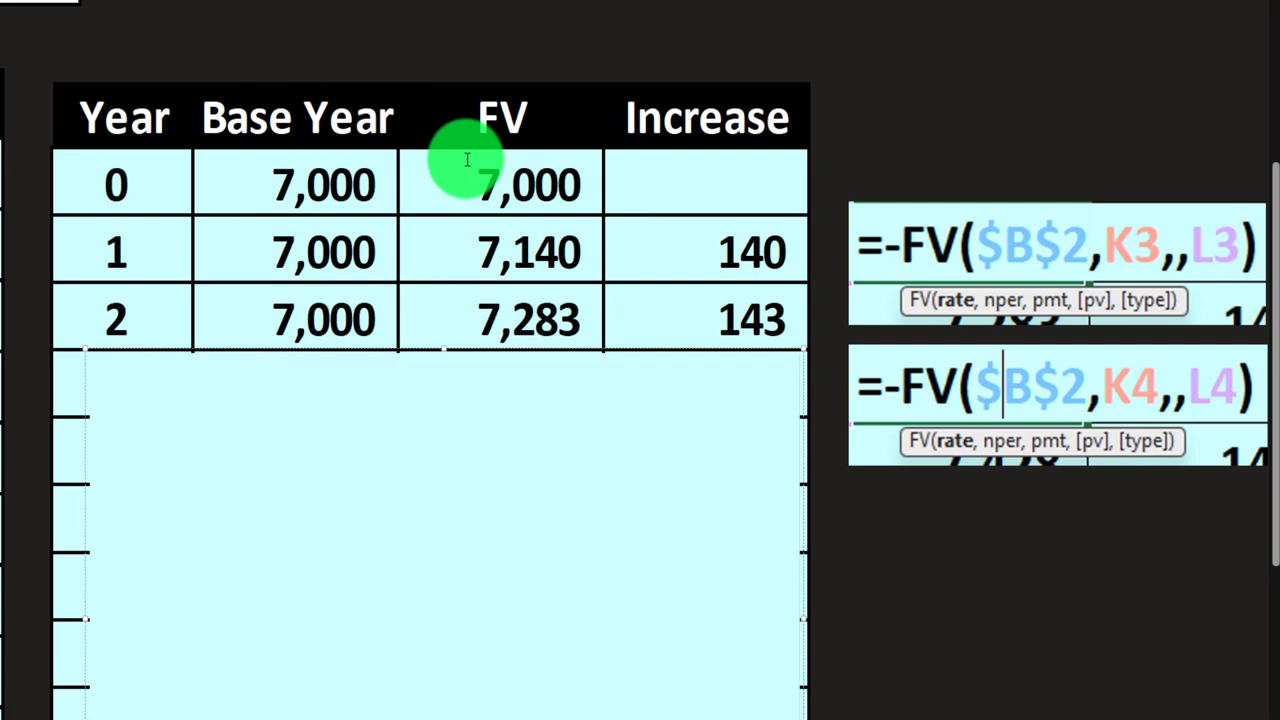 Year Base Year FV Increase
0 7,000 7,000
1 7,000 7,140 140
2 7,000 7,283 143
=-FV($B$2,K3,,L3)
FV(rate, nper, pmt, [pv], [type])
=-FV($B$2,K4,,L4)
FV(rate, nper, pmt, [pv], [type])